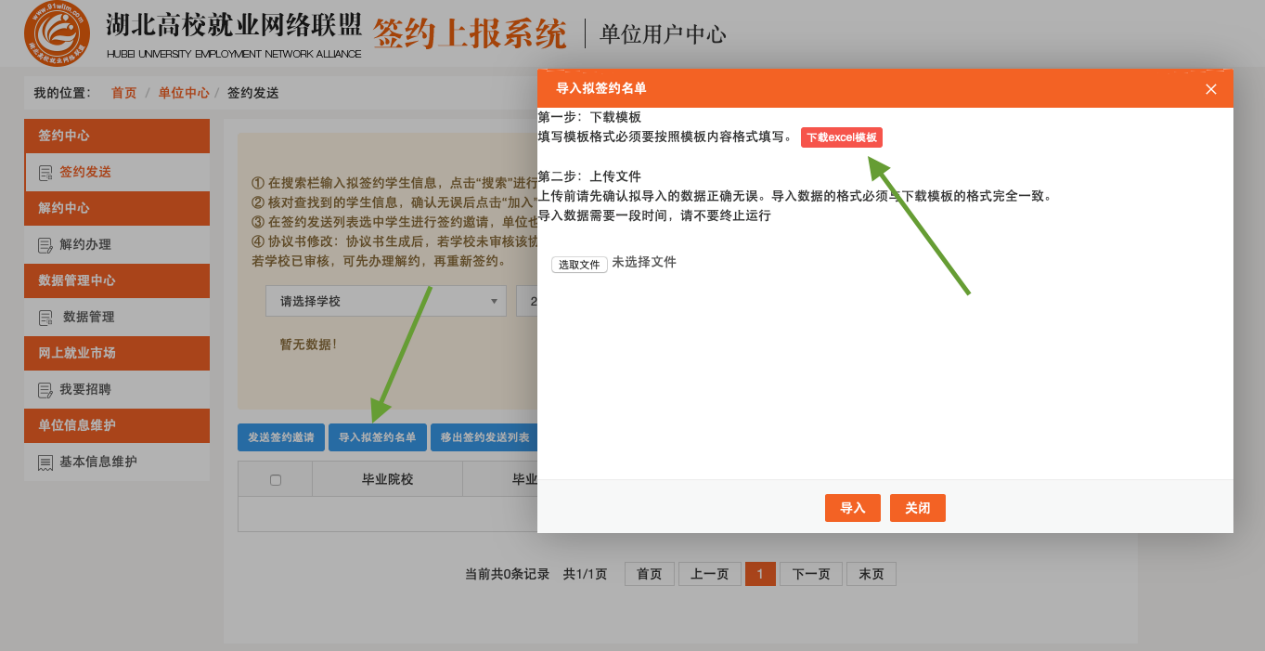 湖北高校就业网络联盟
HUBEI UNIVERSITY EMPLOYMENT NETWORK ALLIANCE
签约上报系统
单位用户中心
我的位置： 首页 / 单位中心 / 签约发送
签约中心
签约发送
解约中心
解约办理
数据管理中心
数据管理
网上就业市场
我要招聘
单位信息维护
基本信息维护
① 在搜索栏输入拟签约学生信息，点击“搜索”进行
② 核对查找到的学生信息，确认无误后点击“加入
③ 在签约发送列表选中学生进行签约邀请，单位也
④ 协议书修改：协议书生成后，若学校未审核该协
若学校已审核，可先办理解约，再重新签约。
请选择学校
2
暂无数据！
发送签约邀请 导入拟签约名单 移出签约发送列表
毕业院校 毕业
当前共0条记录 共1/1页 首页 上一页 1 下一页 末页
导入拟签约名单
第一步：下载模板
填写模板格式必须要按照模板内容格式填写。 下载excel模板
第二步：上传文件
上传前请先确认拟导入的数据正确无误。导入数据的格式必须与下载模板的格式完全一致。
导入数据需要一段时间，请不要终止运行
选取文件 未选择文件
导入 关闭